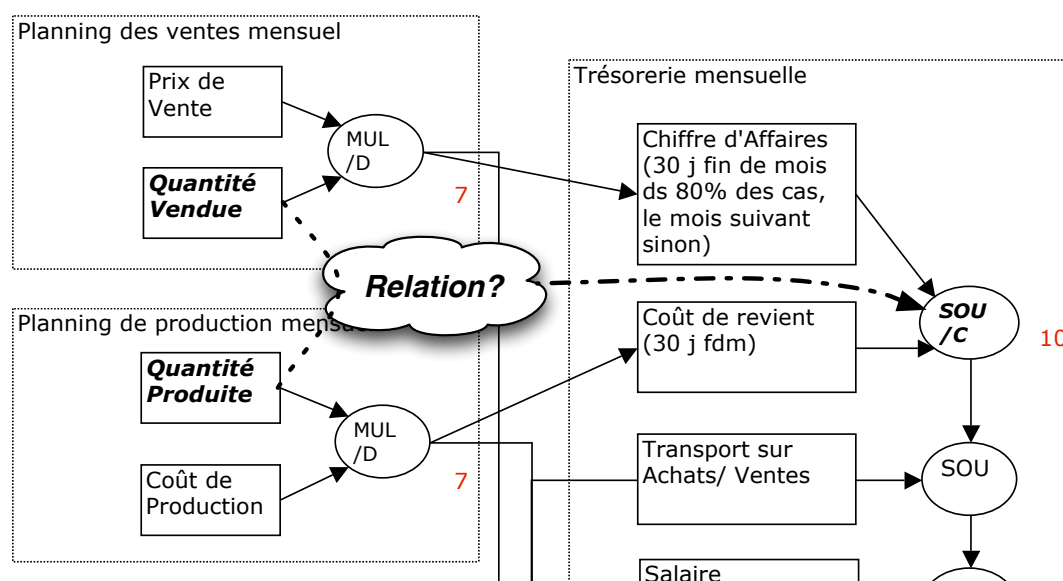 Planning des ventes mensuel
Prix de
Vente
MUL
/D
Quantité
Vendue
7
Relation?
Planning de production mensu
Quantité
Produite
MUL
/D
Coût de
Production
7
Trésorerie mensuelle
Chiffre d'Affaires
(30 j fin de mois
ds 80% des cas,
le mois suivant
sinon)
Coût de revient
(30 j fdm)
SOU
/C
10
Transport sur
Achats/ Ventes
SOU
Salaire